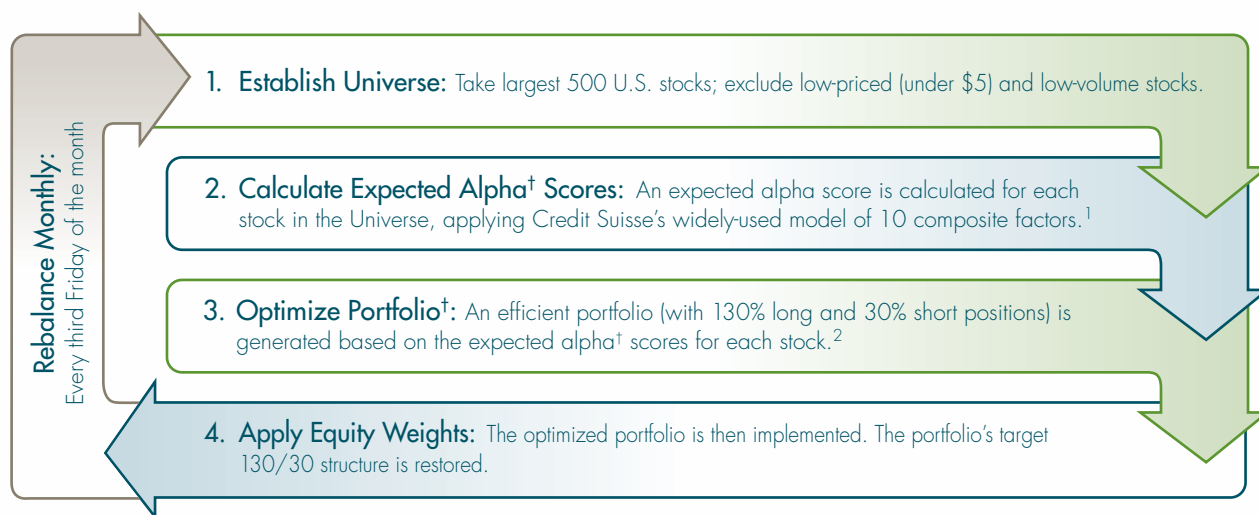 Rebalance Monthly:
Every third Friday of the month
1. Establish Universe: Take largest 500 U.S. stocks; exclude low-priced (under $5) and low-volume stocks.
2. Calculate Expected Alpha† Scores: An expected alpha score is calculated for each
stock in the Universe, applying Credit Suisse’s widely-used model of 10 composite factors.1
3. Optimize Portfolio†: An efficient portfolio (with 130% long and 30% short positions) is
generated based on the expected alpha† scores for each stock.2
4. Apply Equity Weights: The optimized portfolio is then implemented. The portfolio’s target
130/30 structure is restored.